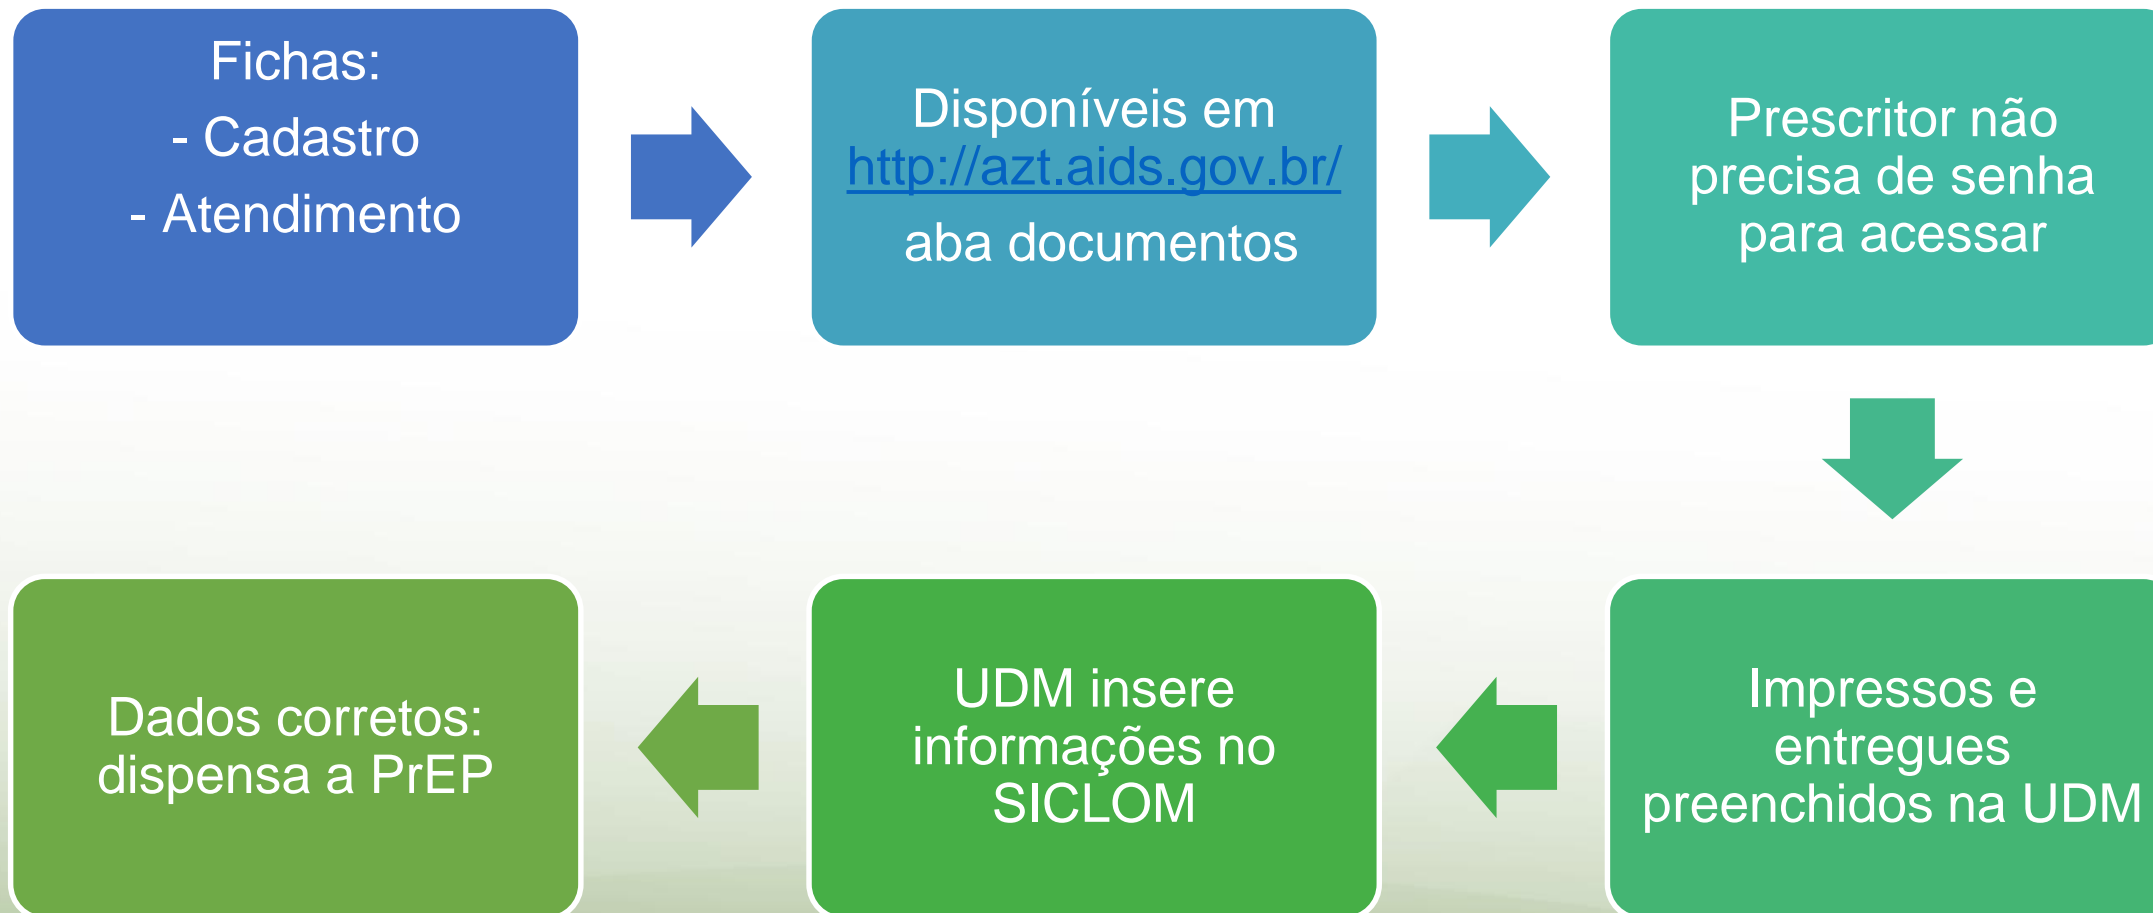 Fichas:
- Cadastro
- Atendimento
Disponíveis em
http://azt.aids.gov.br/
aba documentos
Prescritor não
precisa de senha
para acessar
Impressos e
entregues
preenchidos na UDM
UDM insere
informações no
SICLOM
Dados corretos:
dispensa a PrEP